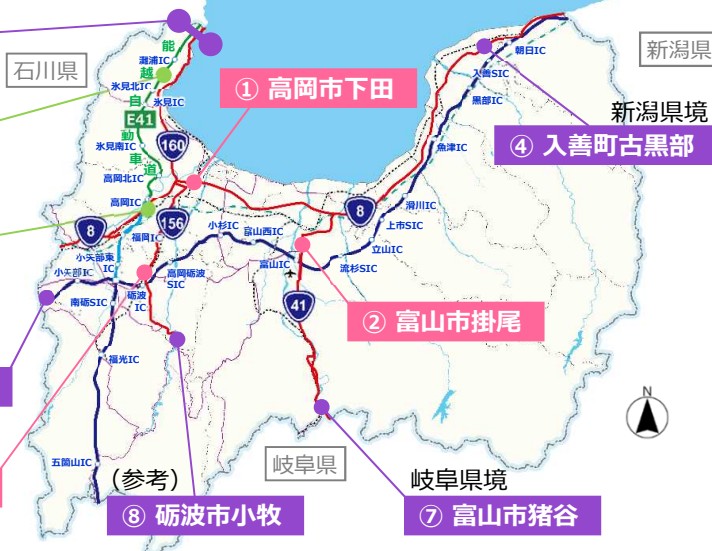 石川県
新潟県
新潟県境
④ 入善町古黒部
① 高岡市下田
② 富山市掛尾
岐阜県
岐阜県境
⑦ 富山市猪谷
（参考）
⑧ 砺波市小牧
N
能越自動車道
E41
160
156
8
8
41
灘浦IC
氷見北IC
氷見IC
氷見南IC
高岡北IC
高岡IC
福岡IC
小矢部東IC
小矢部IC
南砺SIC
砺波IC
高岡砺波SIC
小杉IC
富山西IC
富山IC
流杉SIC
立山IC
上市SIC
滑川IC
魚津IC
黒部IC
入善SIC
朝日IC
福光IC
五箇山IC